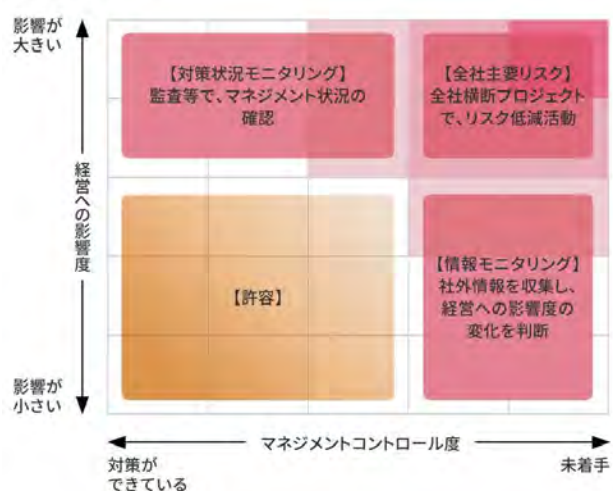 影響が
大きい
経営への影響度
影響が
小さい
【対策状況モニタリング】
監査等で、マネジメント状況の
確認
【全社主要リスク】
全社横断プロジェクト
で、リスク低減活動
【許容】
【情報モニタリング】
社外情報を収集し、
経営への影響度の
変化を判断
マネジメントコントロール度
対策が
できている
未着手